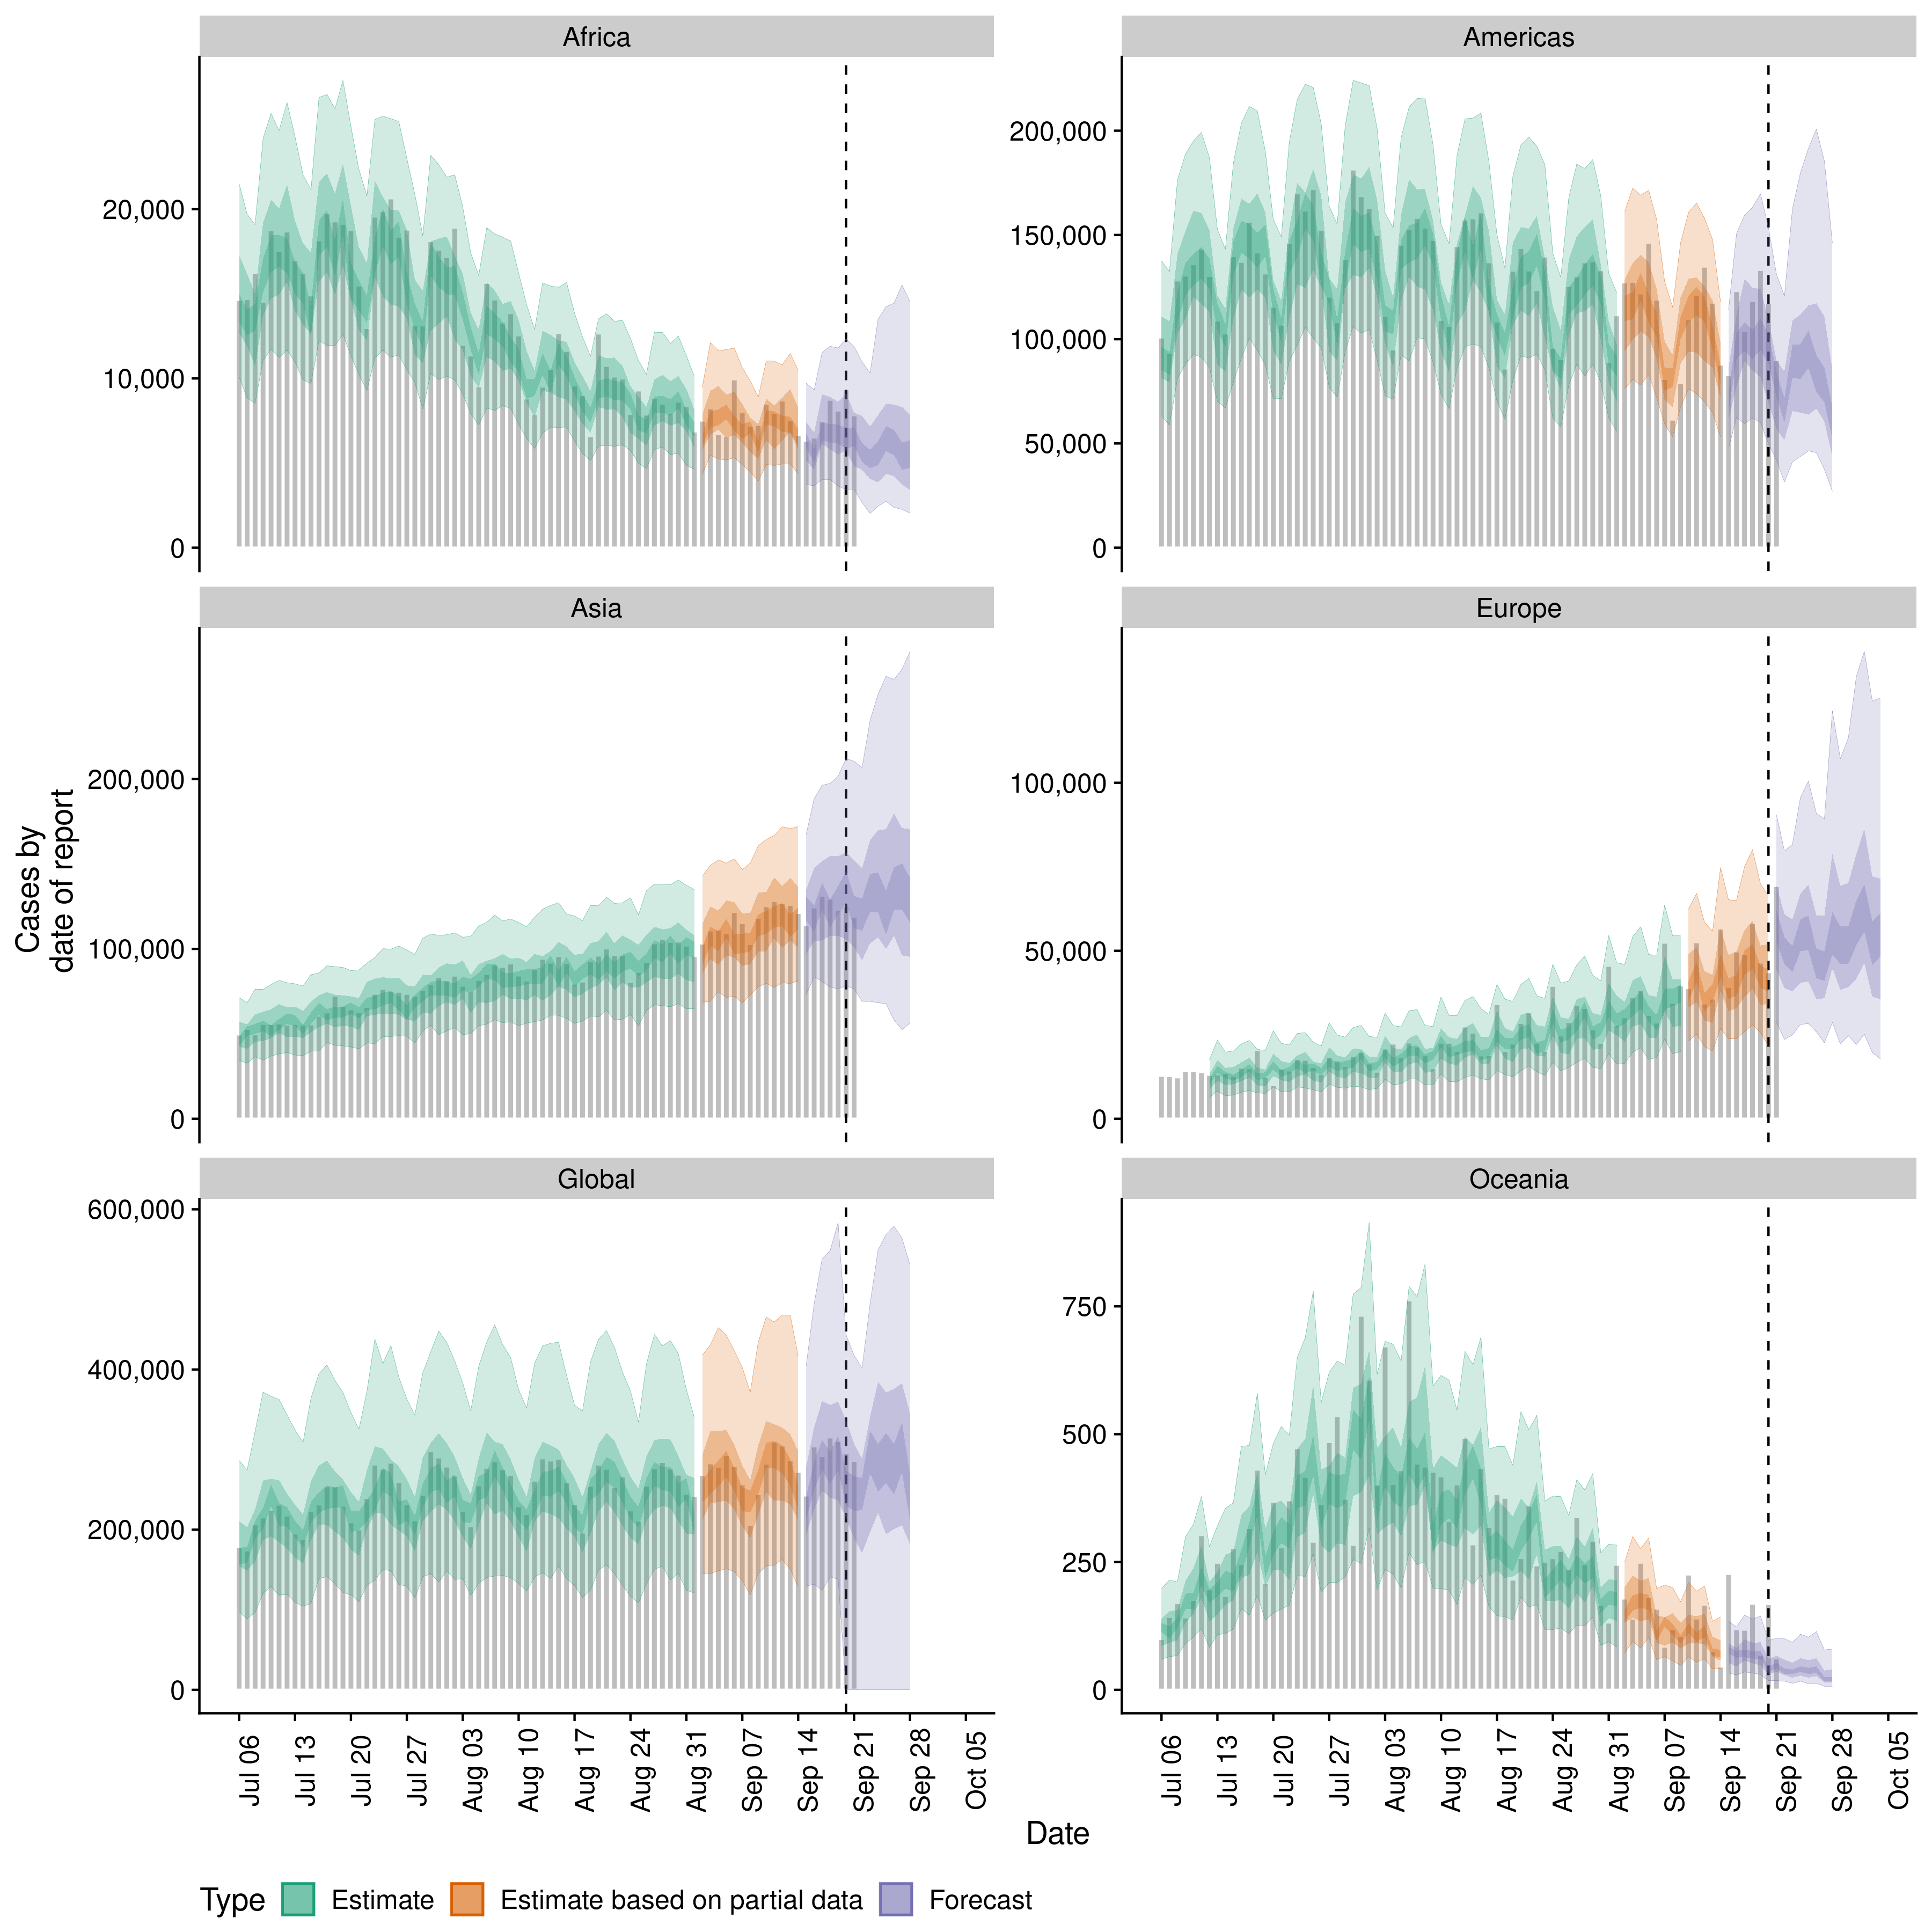 Africa
Americas
20,000
10,000
0
200,000
150,000
100,000
50,000
0
Asia
Europe
Cases by
date of report
200,000
100,000
0
100,000
50,000
0
Global
Oceania
600,000
400,000
200,000
0
750
500
250
0
Jul 06
Jul 13
Jul 20
Jul 27
Aug 03
Aug 10
Aug 17
Aug 24
Aug 31
Sep 07
Sep 14
Sep 21
Sep 28
Oct 05
Jul 06
Jul 13
Jul 20
Jul 27
Aug 03
Aug 10
Aug 17
Aug 24
Aug 31
Sep 07
Sep 14
Sep 21
Sep 28
Oct 05
Date
Type Estimate Estimate based on partial data Forecast